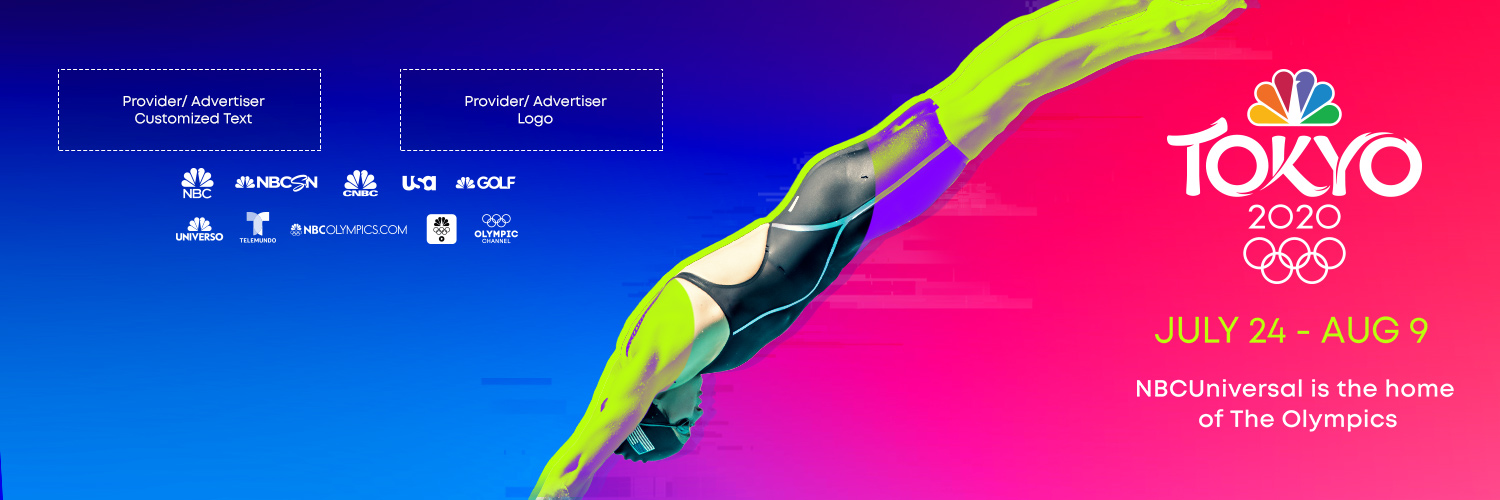 Provider/ Advertiser
Customized Text
Provider/ Advertiser
Logo
NBC
NBCSN
CNBC
usa
GOLF
UNIVERSO
TELEMUNDO
NBCOLYMPICS.COM
OLYMPIC
CHANNEL
TOKYO
2020
JULY 24 - AUG 9
NBCUniversal is the home
of The Olympics